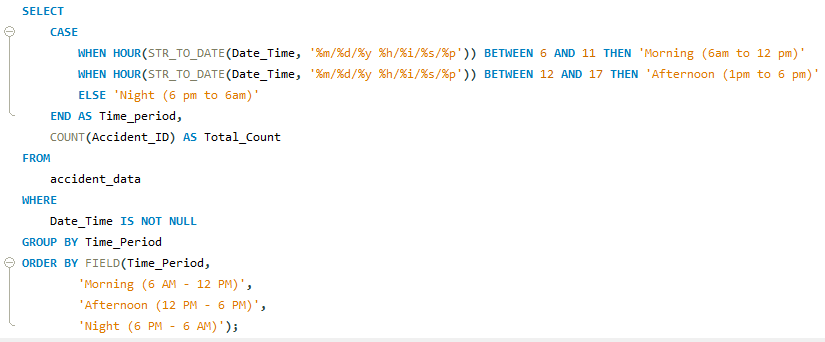 SELECT
CASE
WHEN HOUR(STR_TO_DATE(Date_Time, '%m/%d/%y %h/%i/%s/%p')) BETWEEN 6 AND 11 THEN 'Morning (6am to 12 pm)'
WHEN HOUR(STR_TO_DATE(Date_Time, '%m/%d/%y %h/%i/%s/%p')) BETWEEN 12 AND 17 THEN 'Afternoon (1pm to 6 pm)'
ELSE 'Night (6 pm to 6am)'
END AS Time_period,
COUNT(Accident_ID) AS Total_Count
FROM
accident_data
WHERE
Date_Time IS NOT NULL
GROUP BY Time_Period
ORDER BY FIELD(Time_Period,
'Morning (6 AM - 12 PM)',
'Afternoon (12 PM - 6 PM)',
'Night (6 PM - 6 AM)');